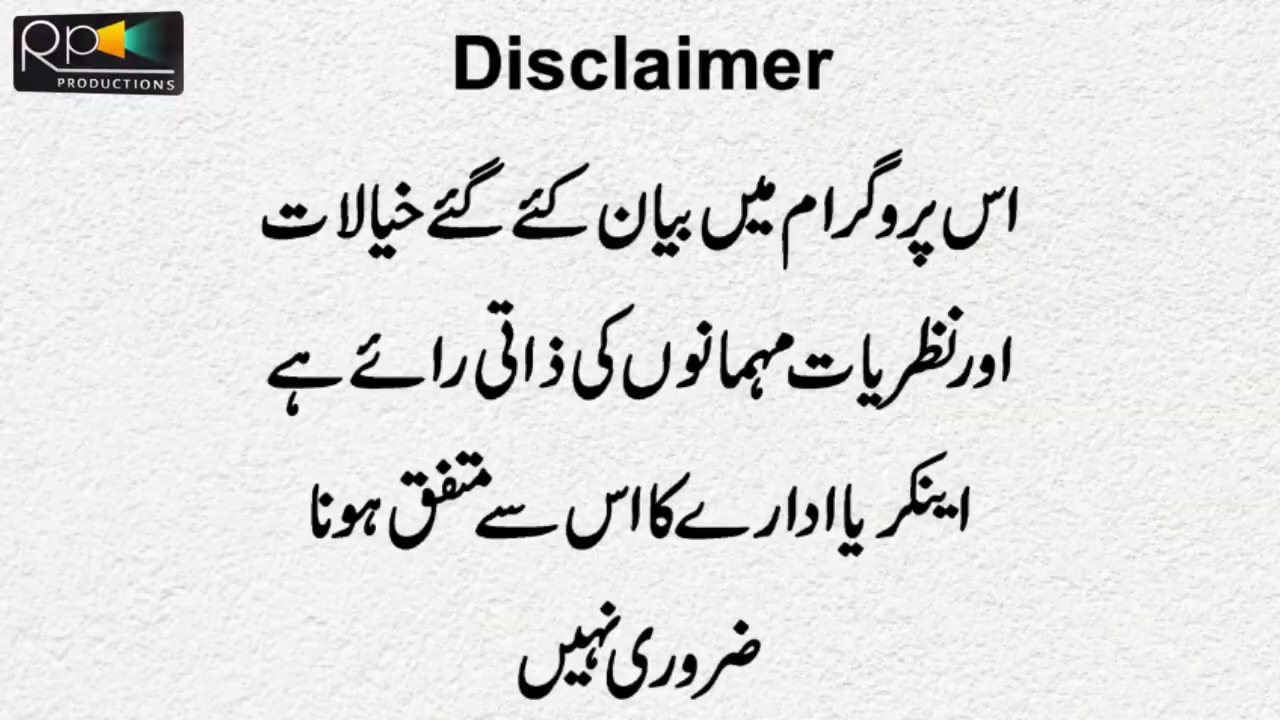 RP
PRODUCTIONS
Disclaimer
اس پروگرام میں بیان کئے گئے خیالات
اور نظریات مہمانوں کی ذاتی رائے ہے
اینکر یا ادارے کا اس سے متفق ہونا
ضروری نہیں